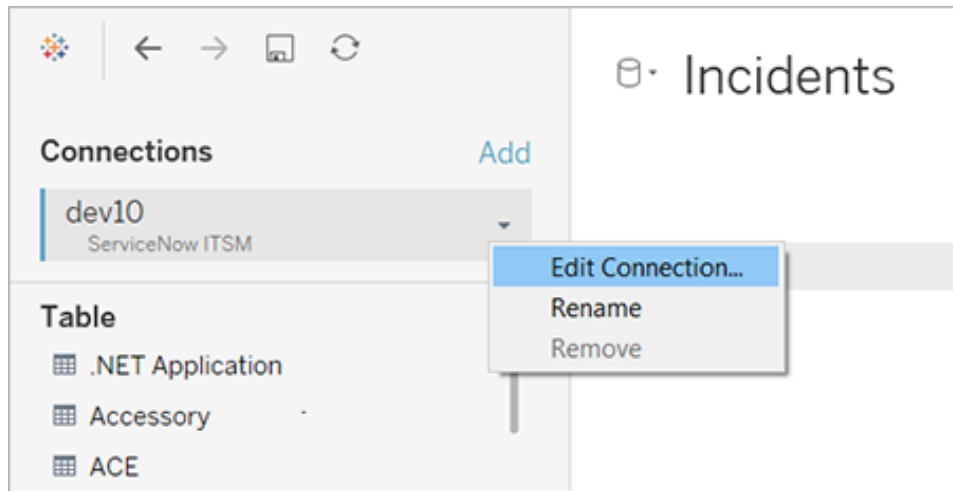 Incidents
Connections
Add
dev10
ServiceNow ITSM
Edit Connection...
Rename
Remove
Table
.NET Application
Accessory
ACE